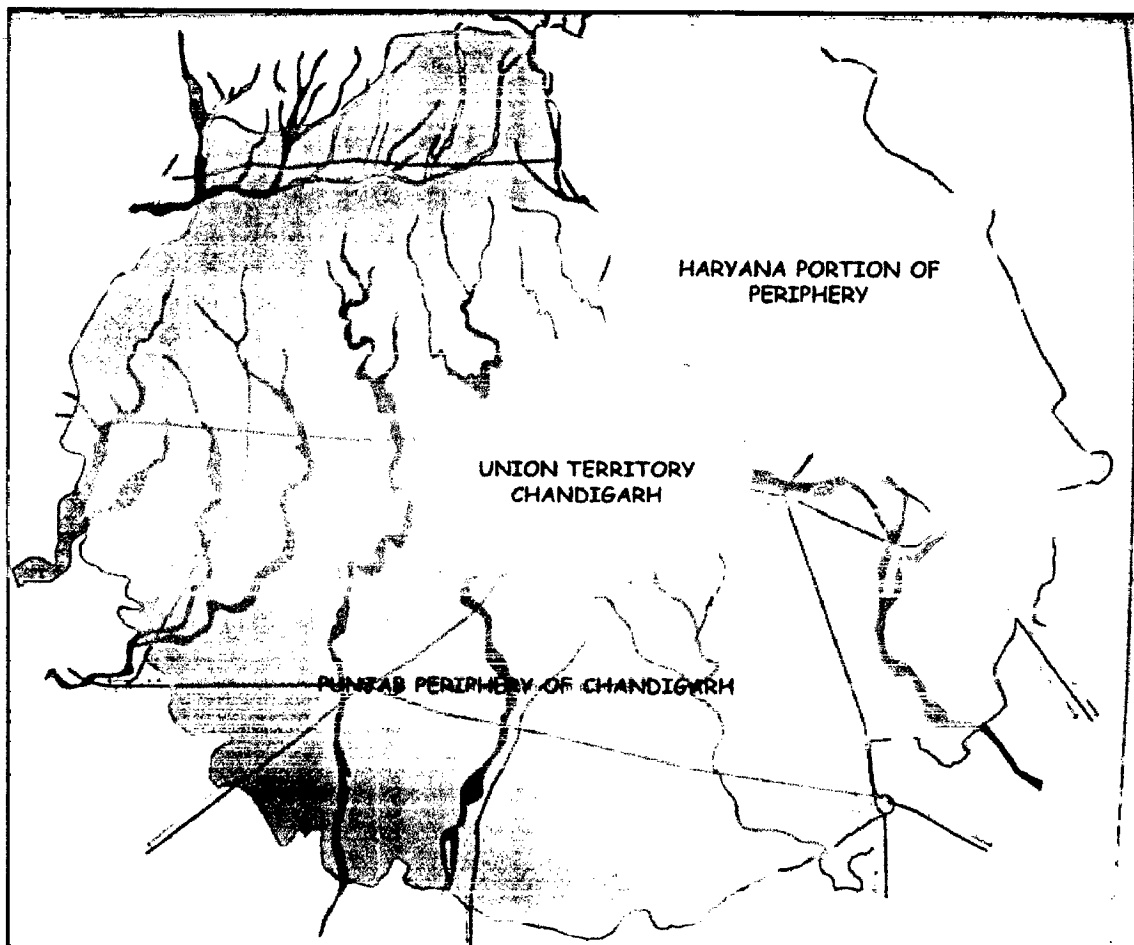 HARYANA PORTION OF
PERIPHERY
UNION TERRITORY
CHANDIGARH
PUNJAB PERIPHERY OF CHANDIGARH